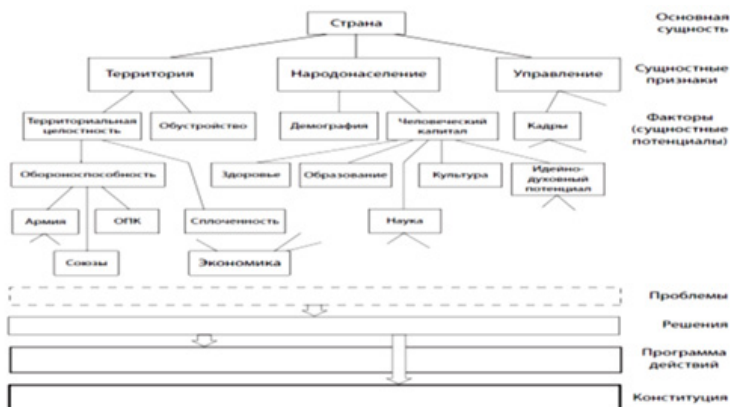 Страна
Основная
сущность
Территория
Народонаселение
Управление
Сущностные
признаки
Территориальная
целостность
Обустройство
Демография
Человеческий
капитал
Кадры
Факторы
(сущностные
потенциалы)
Обороноспособность
Здоровье
Образование
Культура
Идейно-
духовный
потенциал
Армия
ОПК
Сплоченность
Наука
Союзы
Экономика
Проблемы
Решения
Программа
действий
Конституция